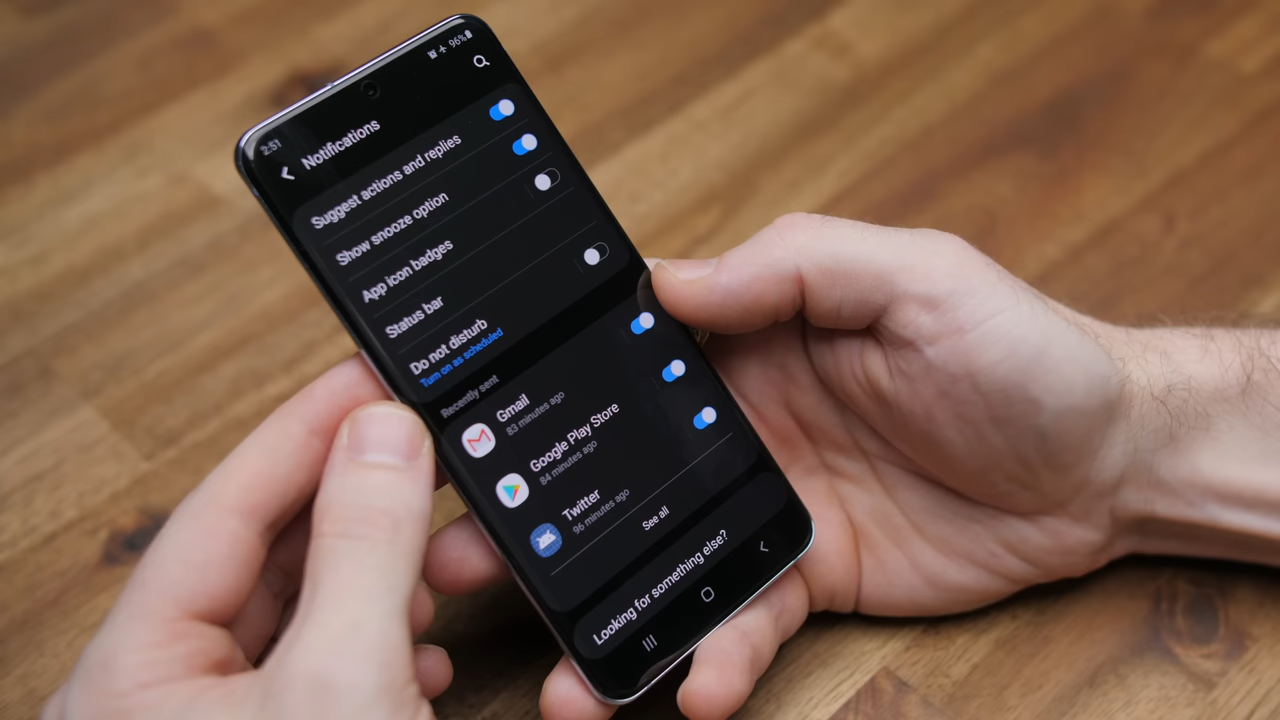 2:51
96%
Notifications
Suggest actions and replies
Show snooze option
App icon badges
Status bar
Do not disturb
Turn on as scheduled
Recently sent
Gmail
83 minutes ago
Google Play Store
84 minutes ago
Twitter
96 minutes ago
See all
Looking for something else?